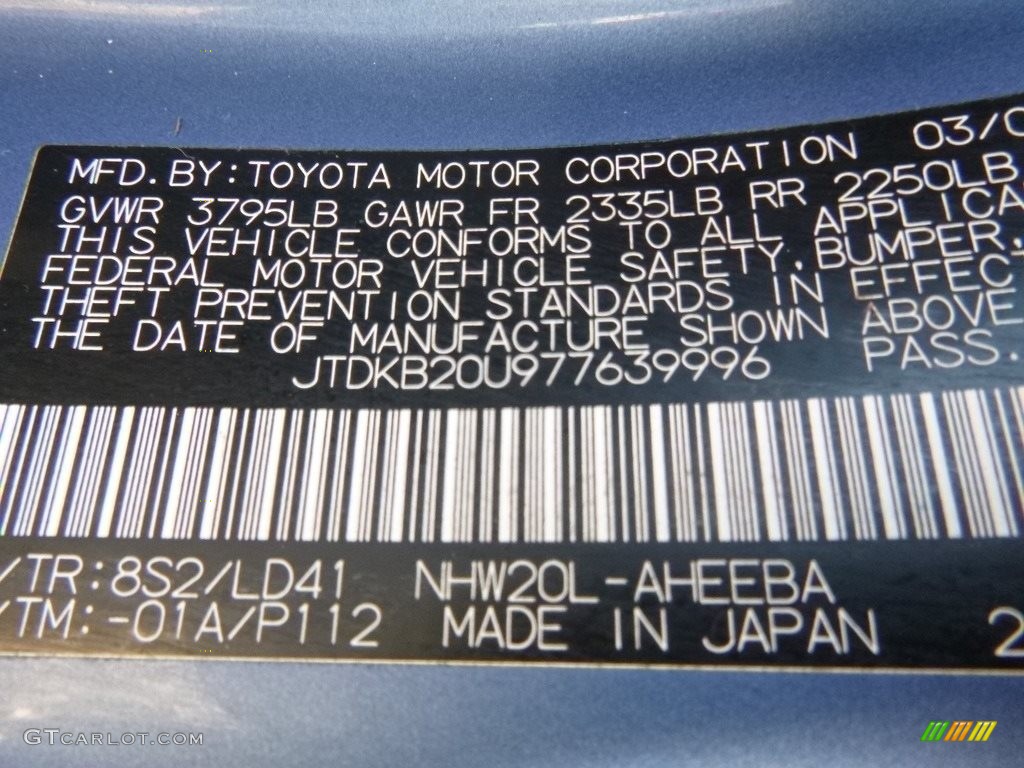 MFD. BY: TOYOTA MOTOR CORPORATION 03/0
GVWR 3795LB GAWR FR 2335LB RR 2250LB
THIS VEHICLE CONFORMS TO ALL APPLICA
FEDERAL MOTOR VEHICLE SAFETY, BUMPER,
THEFT PREVENTION STANDARDS IN EFFECT
THE DATE OF MANUFACTURE SHOWN ABOVE
JTDKB20U977639996 PASS.
/TR:8S2/LD41 NHW20L-AHEEBA
/TM:-01A/P112 MADE IN JAPAN 2
GTcarlot.com